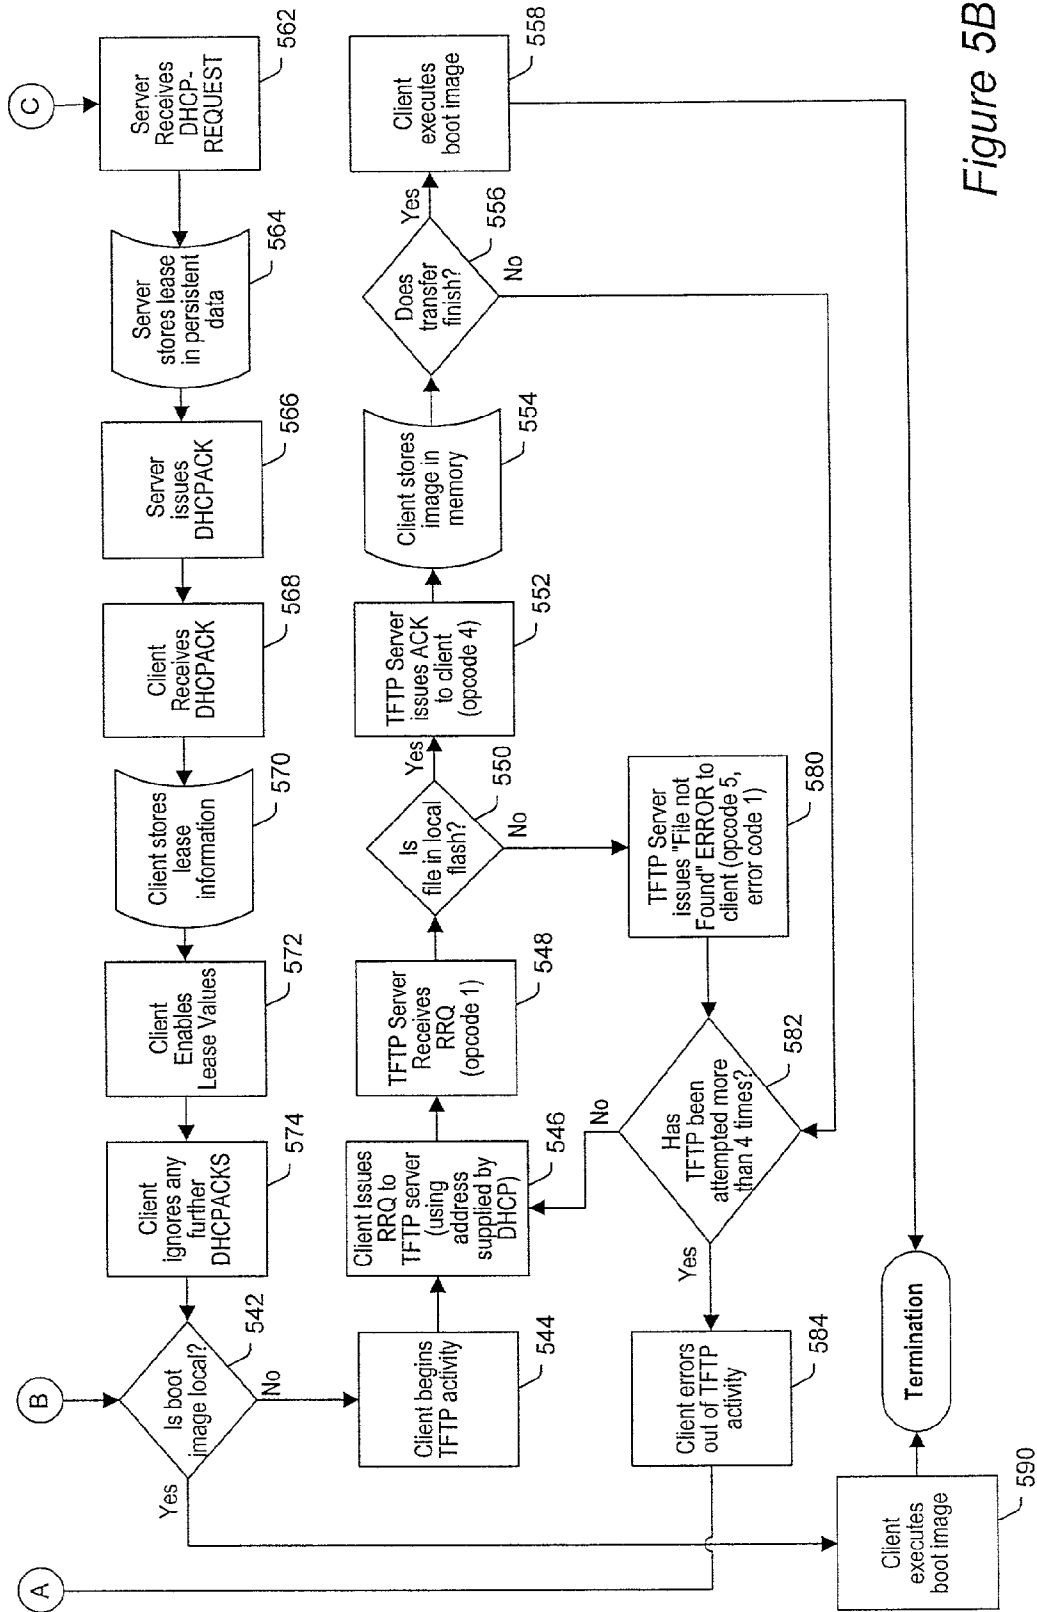 C
Server
Receives
DHCP-
REQUEST
562
Server
stores lease
in persistent
data
564
Server
issues
DHCPACK
566
Client
Receives
DHCPACK
568
Client stores
lease
information
570
Client
Enables
Lease Values
572
Client
ignores any
further
DHCPACKS
574
B
Is boot
image local?
542
Yes
No
Client begins
TFTP activity
544
Client Issues
RRQ to
TFTP server
(using
address
supplied by
DHCP)
546
TFTP Server
Receives
RRQ
(opcode 1)
548
Is
file in local
flash?
550
Yes
No
TFTP Server
issues ACK
to client
(opcode 4)
552
Client stores
image in
memory
554
Does
transfer
finish?
556
Yes
No
Client
executes
boot image
558
TFTP Server
issues "File not
Found" ERROR to
client (opcode 5,
error code 1)
580
Has
TFTP been
attempted more
than 4 times?
582
No
Yes
Client errors
out of TFTP
activity
584
A
Client
executes
boot image
590
Termination
Figure 5B